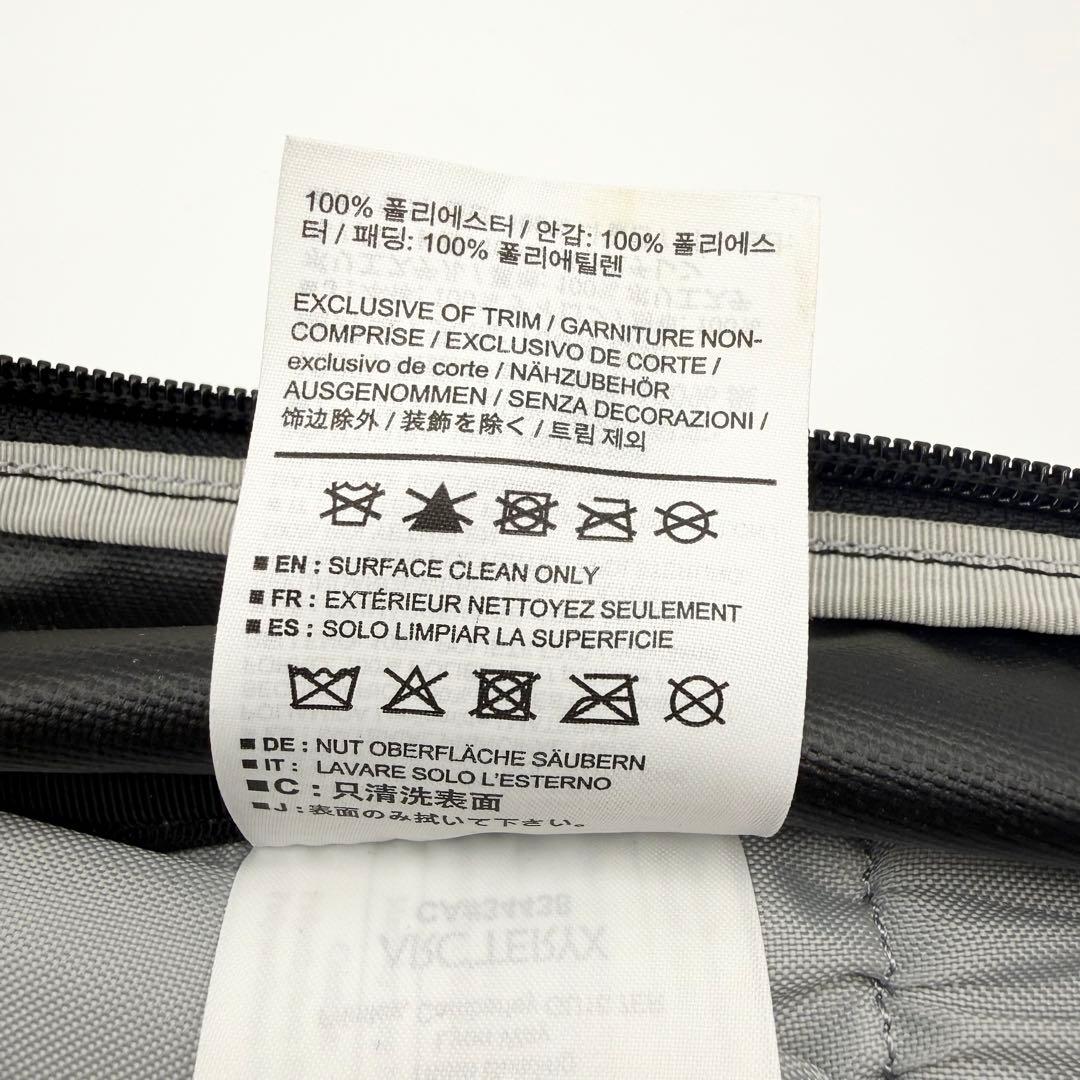 100% 폴리에스터 / 안감: 100% 폴리에스
터 / 패딩: 100% 폴리에틸렌
EXCLUSIVE OF TRIM / GARNITURE NON-
COMPRISE / EXCLUSIVO DE CORTE /
exclusivo de corte / NÄHZUBEHÖR
AUSGENOMMEN / SENZA DECORAZIONI /
饰边除外 / 装飾を除く / 트림 제외
EN : SURFACE CLEAN ONLY
FR : EXTÉRIEUR NETTOYEZ SEULEMENT
ES : SOLO LIMPIAR LA SUPERFICIE
DE : NUT OBERFLÄCHE SÄUBERN
IT : LAVARE SOLO L'ESTERNO
C : 只清洗表面
J : 表面のみ拭いて下さい。
CA#34438
ARC'TERYX